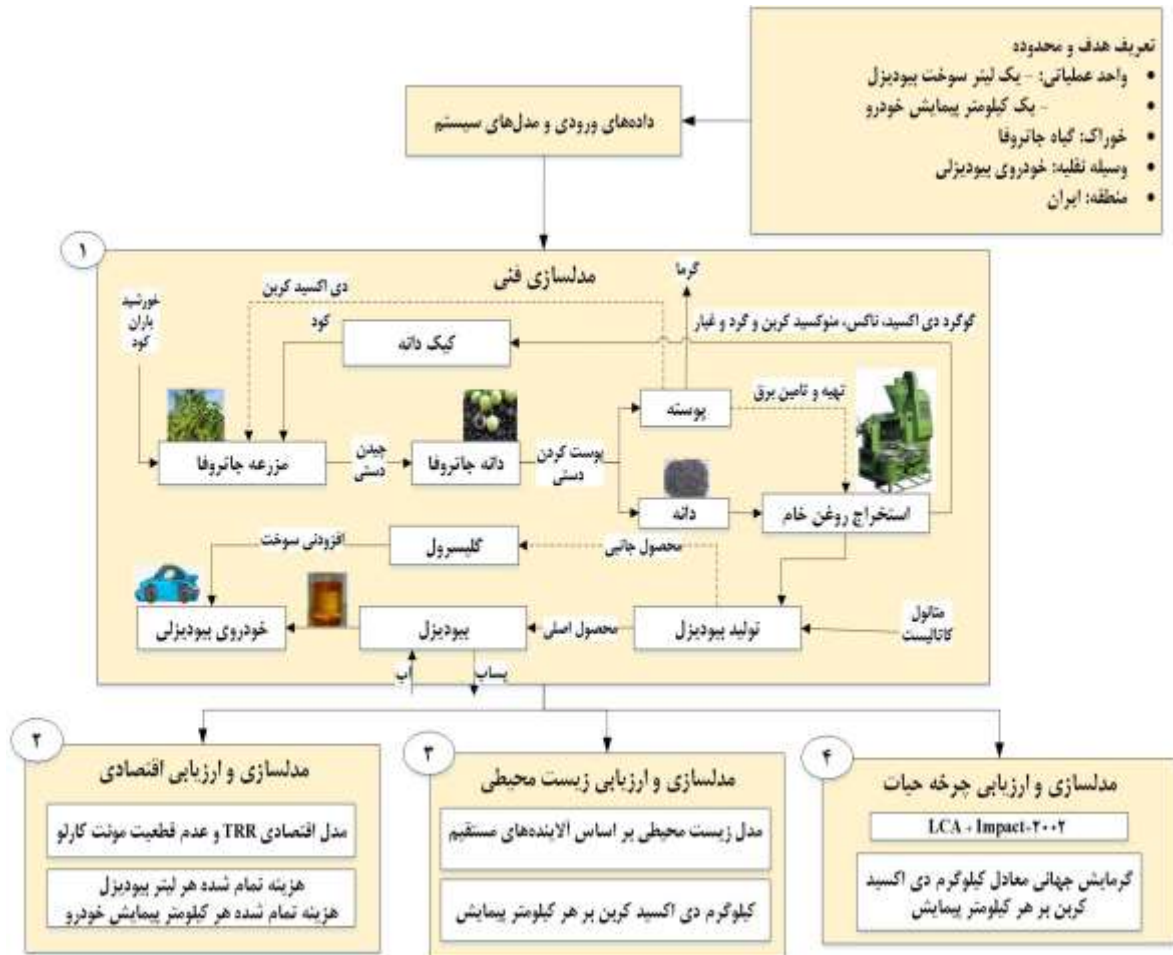 تعریف هدف و محدوده
• واحد عملیاتی: - یک لیتر سوخت بیودیزل
• - یک کیلومتر پیمایش خودرو
• خوراک: گیاه جاتروفا
• وسیله نقلیه: خودروی بیودیزلی
• منطقه: ایران
داده‌های ورودی و مدل‌های سیستم
۱
مدلسازی فنی
گرما
دی اکسید کربن
خورشید
باران
کود
کود
کیک دانه
گوگرد دی اکسید، ناکس، منوکسید کربن و گرد و غبار
پوسته
تهیه و تامین برق
مزرعه جاتروفا
چیدن
دستی
دانه جاتروفا
پوست کردن
دستی
دانه
استخراج روغن خام
افزودنی سوخت
گلیسرول
محصول جانبی
خودروی بیودیزلی
بیودیزل
محصول اصلی
تولید بیودیزل
متانول
کاتالیست
آب
پساب
۲
مدلسازی و ارزیابی اقتصادی
مدل اقتصادی TRR و عدم قطعیت مونت کارلو
هزینه تمام شده هر لیتر بیودیزل
هزینه تمام شده هر کیلومتر پیمایش خودرو
۳
مدلسازی و ارزیابی زیست محیطی
مدل زیست محیطی بر اساس آلاینده‌های مستقیم
کیلوگرم دی اکسید کربن بر هر کیلومتر پیمایش
۴
مدلسازی و ارزیابی چرخه حیات
LCA + Impact-۲۰۰۲
گرمایش جهانی معادل کیلوگرم دی اکسید
کربن بر هر کیلومتر پیمایش